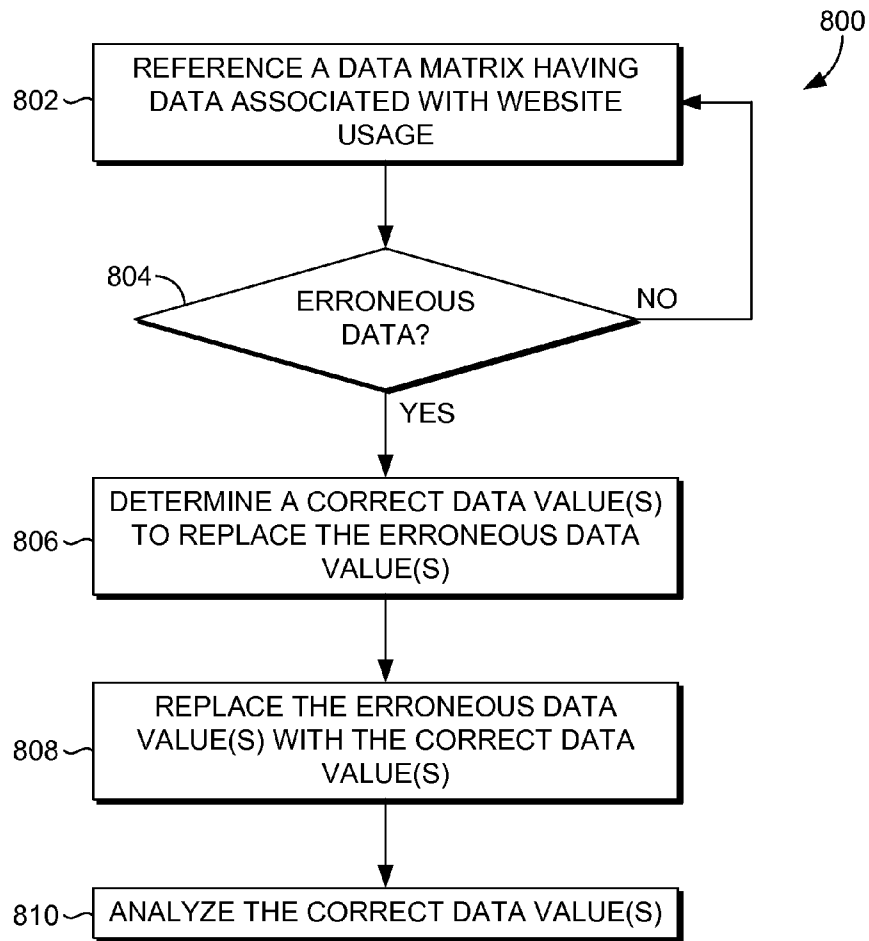 800
802
REFERENCE A DATA MATRIX HAVING
DATA ASSOCIATED WITH WEBSITE
USAGE
804
ERRONEOUS
DATA?
NO
YES
806
DETERMINE A CORRECT DATA VALUE(S)
TO REPLACE THE ERRONEOUS DATA
VALUE(S)
808
REPLACE THE ERRONEOUS DATA
VALUE(S) WITH THE CORRECT DATA
VALUE(S)
810
ANALYZE THE CORRECT DATA VALUE(S)